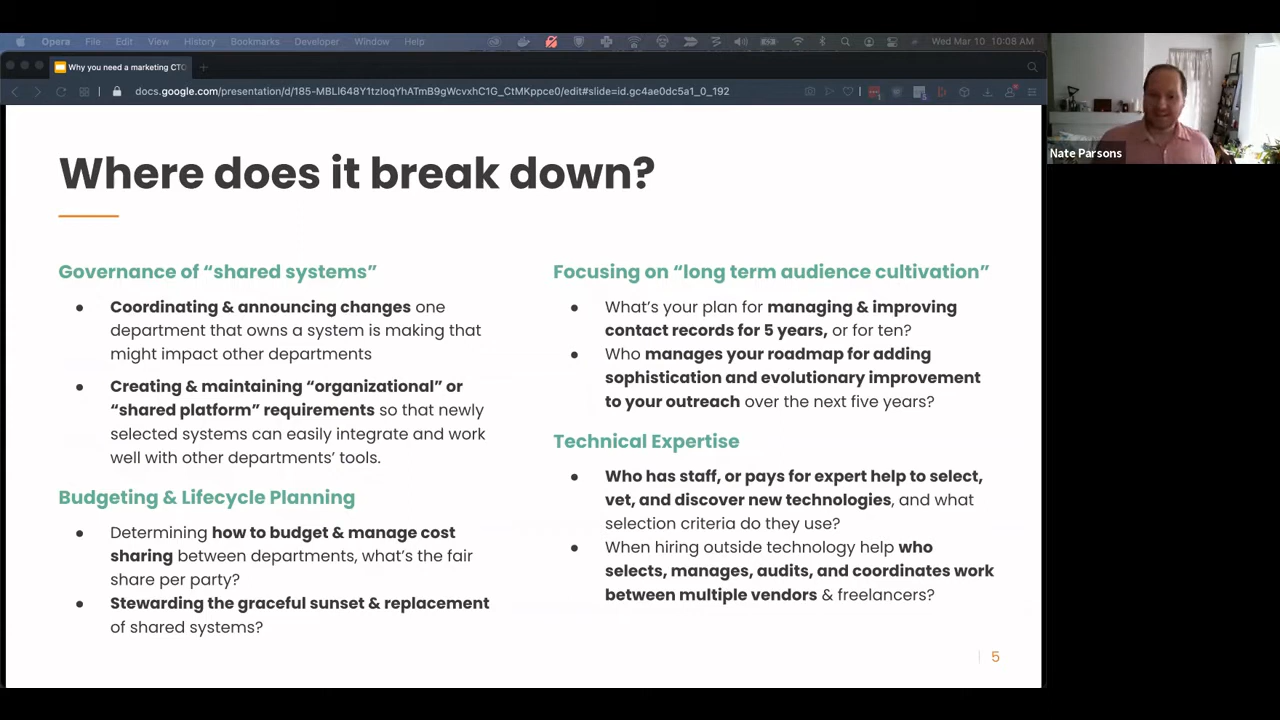 Opera File Edit View History Bookmarks Developer Window Help Wed Mar 10 10:08 AM
Why you need a marketing CTO
docs.google.com/presentation/d/185-MBLl648Y1tzIoqYhATmB9gWcvxhC1G_CtMKppce0/edit#slide=id.gc4ae0dc5a1_0_192
Nate Parsons
Where does it break down?
Governance of “shared systems”
● Coordinating & announcing changes one
department that owns a system is making that
might impact other departments
● Creating & maintaining “organizational” or
“shared platform” requirements so that newly
selected systems can easily integrate and work
well with other departments’ tools.
Budgeting & Lifecycle Planning
● Determining how to budget & manage cost
sharing between departments, what’s the fair
share per party?
● Stewarding the graceful sunset & replacement
of shared systems?
Focusing on “long term audience cultivation”
● What’s your plan for managing & improving
contact records for 5 years, or for ten?
● Who manages your roadmap for adding
sophistication and evolutionary improvement
to your outreach over the next five years?
Technical Expertise
● Who has staff, or pays for expert help to select,
vet, and discover new technologies, and what
selection criteria do they use?
● When hiring outside technology help who
selects, manages, audits, and coordinates work
between multiple vendors & freelancers?
5